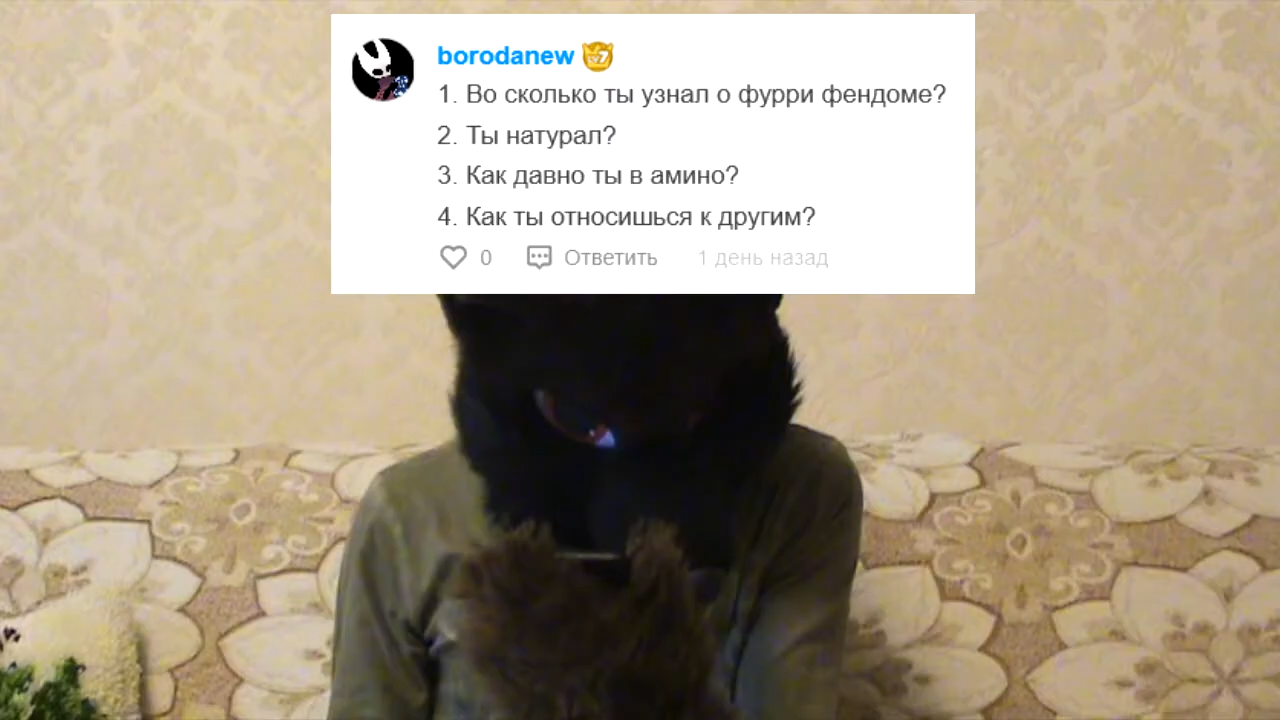 borodanew
1. Во сколько ты узнал о фурри фендоме?
2. Ты натурал?
3. Как давно ты в амино?
4. Как ты относишься к другим?
0 Ответить 1 день назад